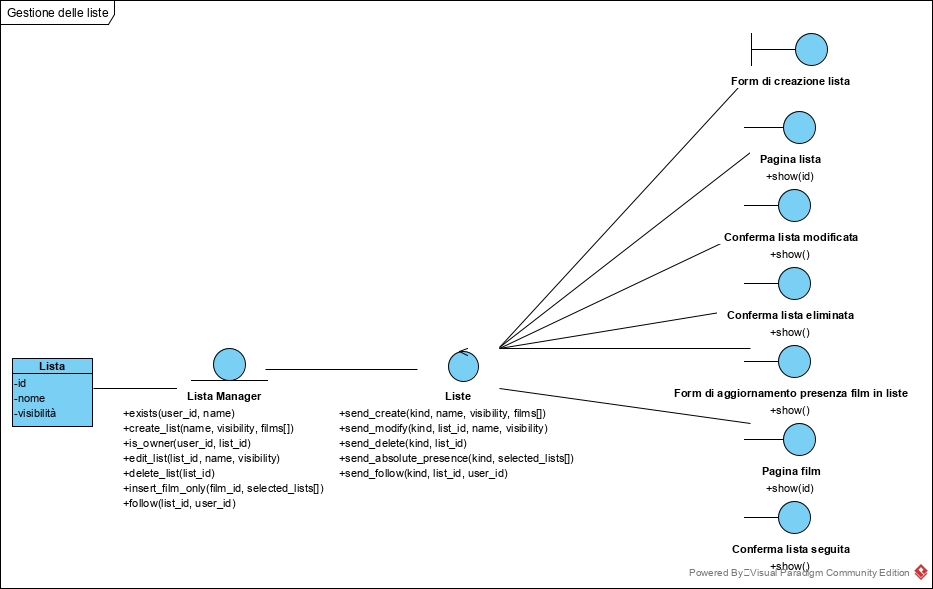 Gestione delle liste
Form di creazione lista
Pagina lista
+show(id)
Conferma lista modificata
+show()
Conferma lista eliminata
+show()
Form di aggiornamento presenza film in liste
+show()
Pagina film
+show(id)
Conferma lista seguita
+show()
Lista
-id
-nome
-visibilità
Lista Manager
+exists(user_id, name)
+create_list(name, visibility, films[])
+is_owner(user_id, list_id)
+edit_list(list_id, name, visibility)
+delete_list(list_id)
+insert_film_only(film_id, selected_lists[])
+follow(list_id, user_id)
Liste
+send_create(kind, name, visibility, films[])
+send_modify(kind, list_id, name, visibility)
+send_delete(kind, list_id)
+send_absolute_presence(kind, selected_lists[])
+send_follow(kind, list_id, user_id)
Powered By Visual Paradigm Community Edition